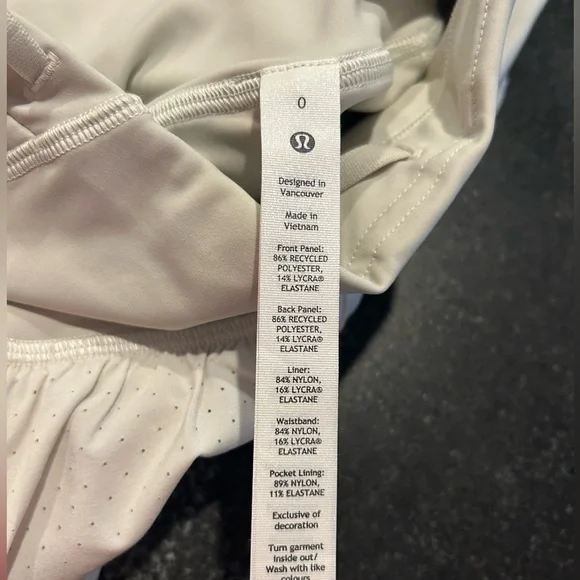 0
Designed in
Vancouver
Made in
Vietnam
Front Panel:
86% RECYCLED
POLYESTER,
14% LYCRA®
ELASTANE
Back Panel:
86% RECYCLED
POLYESTER,
14% LYCRA®
ELASTANE
Liner:
84% NYLON,
16% LYCRA®
ELASTANE
Waistband:
84% NYLON,
16% LYCRA®
ELASTANE
Pocket Lining:
89% NYLON,
11% ELASTANE
Exclusive of
decoration
Turn garment
inside out/
Wash with like
colours